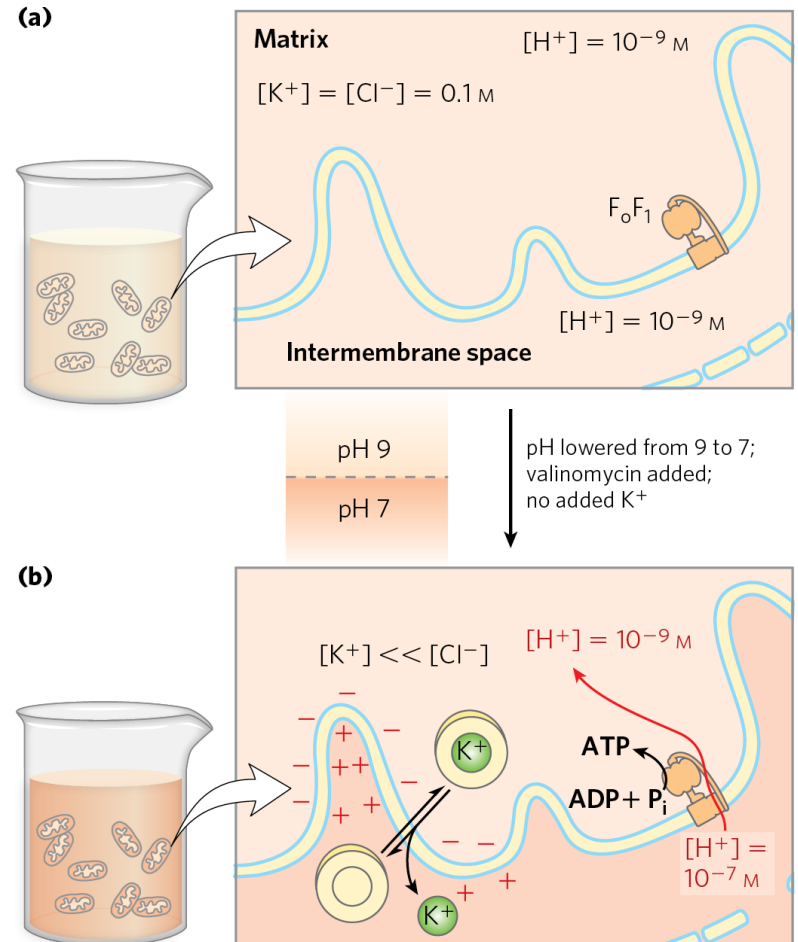 (a)
Matrix
[H⁺] = 10⁻⁹ M
[K⁺] = [Cl⁻] = 0.1 M
FₒF₁
[H⁺] = 10⁻⁹ M
Intermembrane space
pH 9
pH 7
pH lowered from 9 to 7;
valinomycin added;
no added K⁺
(b)
[H⁺] = 10⁻⁹ M
[K⁺] << [Cl⁻]
− − − − − − − −
+ + + + + + +
K⁺
ATP
ADP + Pᵢ
[H⁺] =
10⁻⁷ M
K⁺